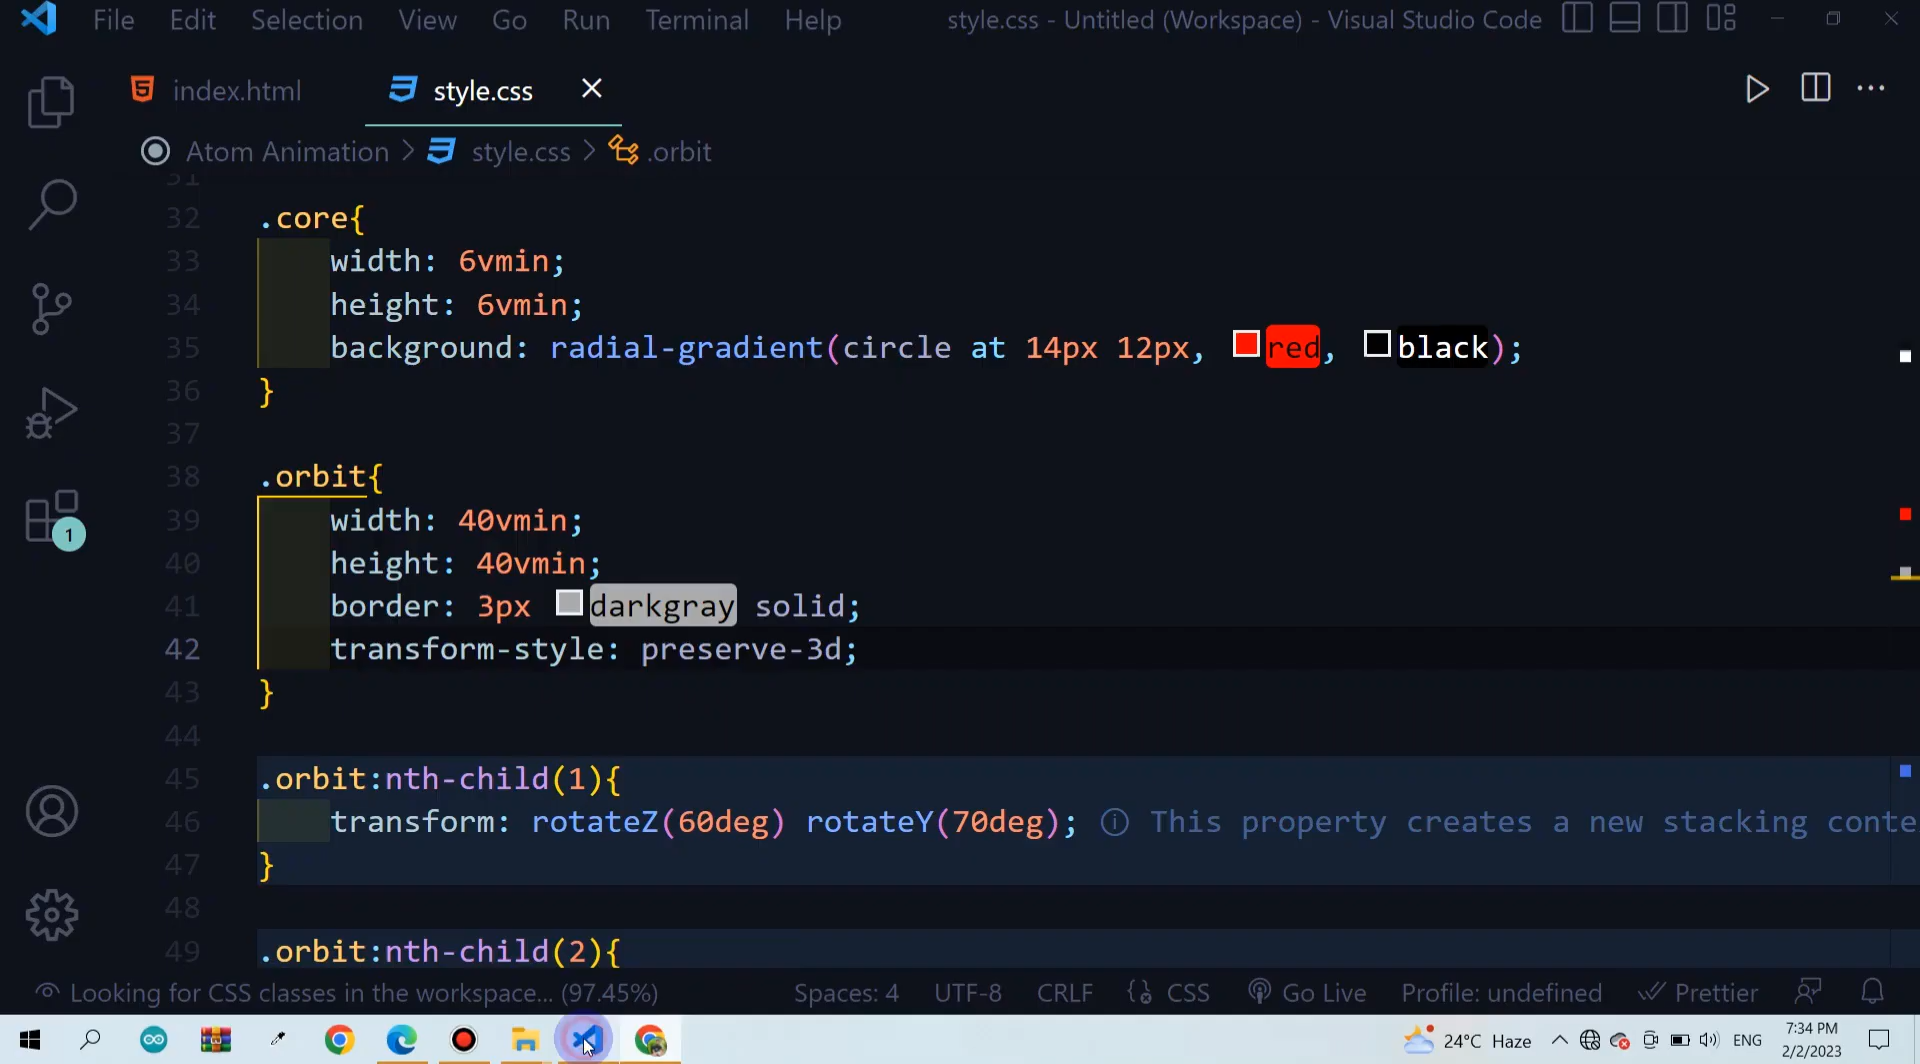 File Edit Selection View Go Run Terminal Help style.css - Untitled (Workspace) - Visual Studio Code
index.html style.css
Atom Animation > style.css > .orbit
31
32 .core{
33 width: 6vmin;
34 height: 6vmin;
35 background: radial-gradient(circle at 14px 12px, red, black);
36 }
37
38 .orbit{
39 width: 40vmin;
40 height: 40vmin;
41 border: 3px darkgray solid;
42 transform-style: preserve-3d;
43 }
44
45 .orbit:nth-child(1){
46 transform: rotateZ(60deg) rotateY(70deg); This property creates a new stacking conte
47 }
48
49 .orbit:nth-child(2){
1
Looking for CSS classes in the workspace... (97.45%) Spaces: 4 UTF-8 CRLF CSS Go Live Profile: undefined Prettier
24°C Haze ENG 7:34 PM
2/2/2023